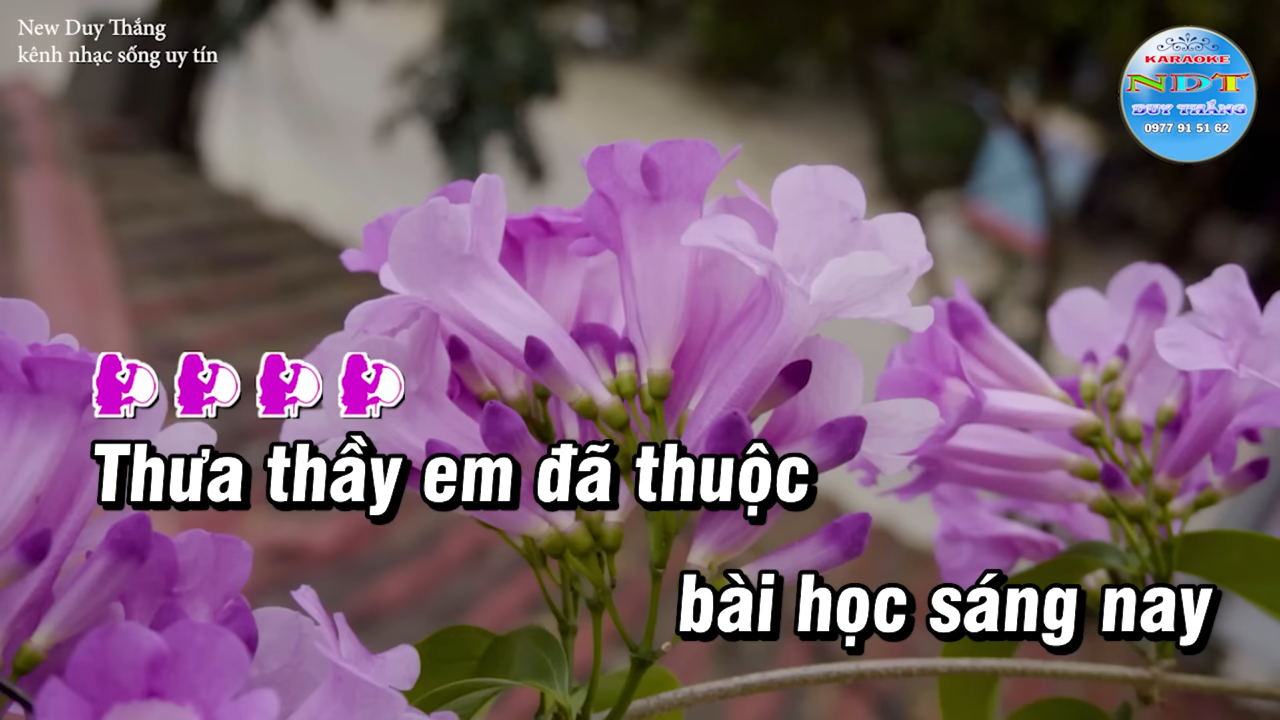 New Duy Thắng
kênh nhạc sống uy tín
KARAOKE
NDT
DUY THẮNG
0977 91 51 62
Thưa thầy em đã thuộc
bài học sáng nay